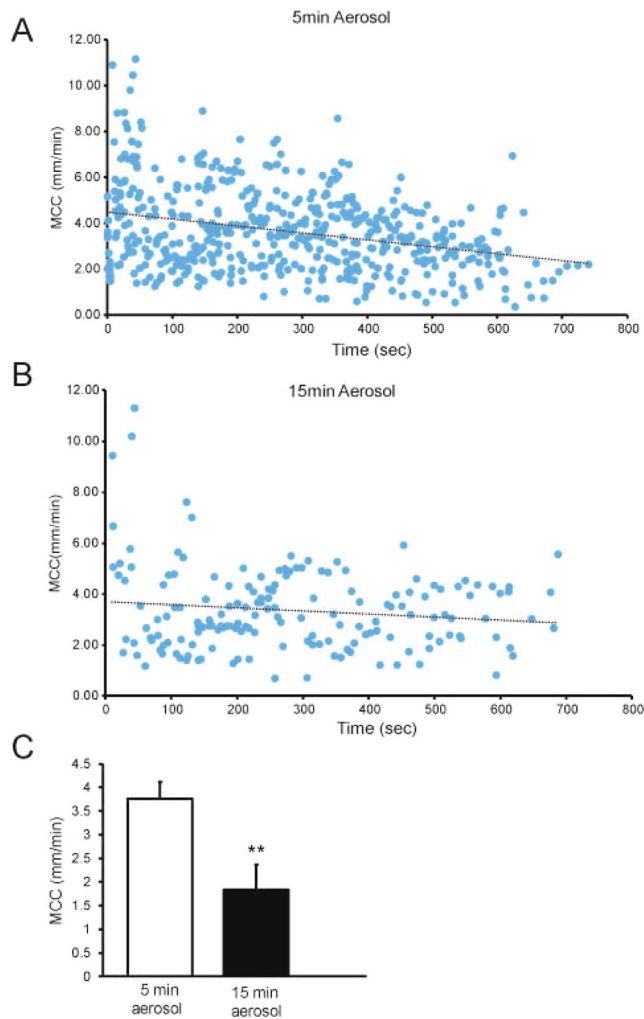 A
5min Aerosol
12.00
10.00
8.00
6.00
4.00
2.00
0.00
MCC (mm/min)
0 100 200 300 400 500 600 700 800
Time (sec)
B
15min Aerosol
12.00
10.00
8.00
6.00
4.00
2.00
0.00
MCC(mm/min)
0 100 200 300 400 500 600 700 800
Time (sec)
C
4.5
4
3.5
3
2.5
2
1.5
1
0.5
0
MCC (mm/min)
**
5 min
aerosol
15 min
aerosol